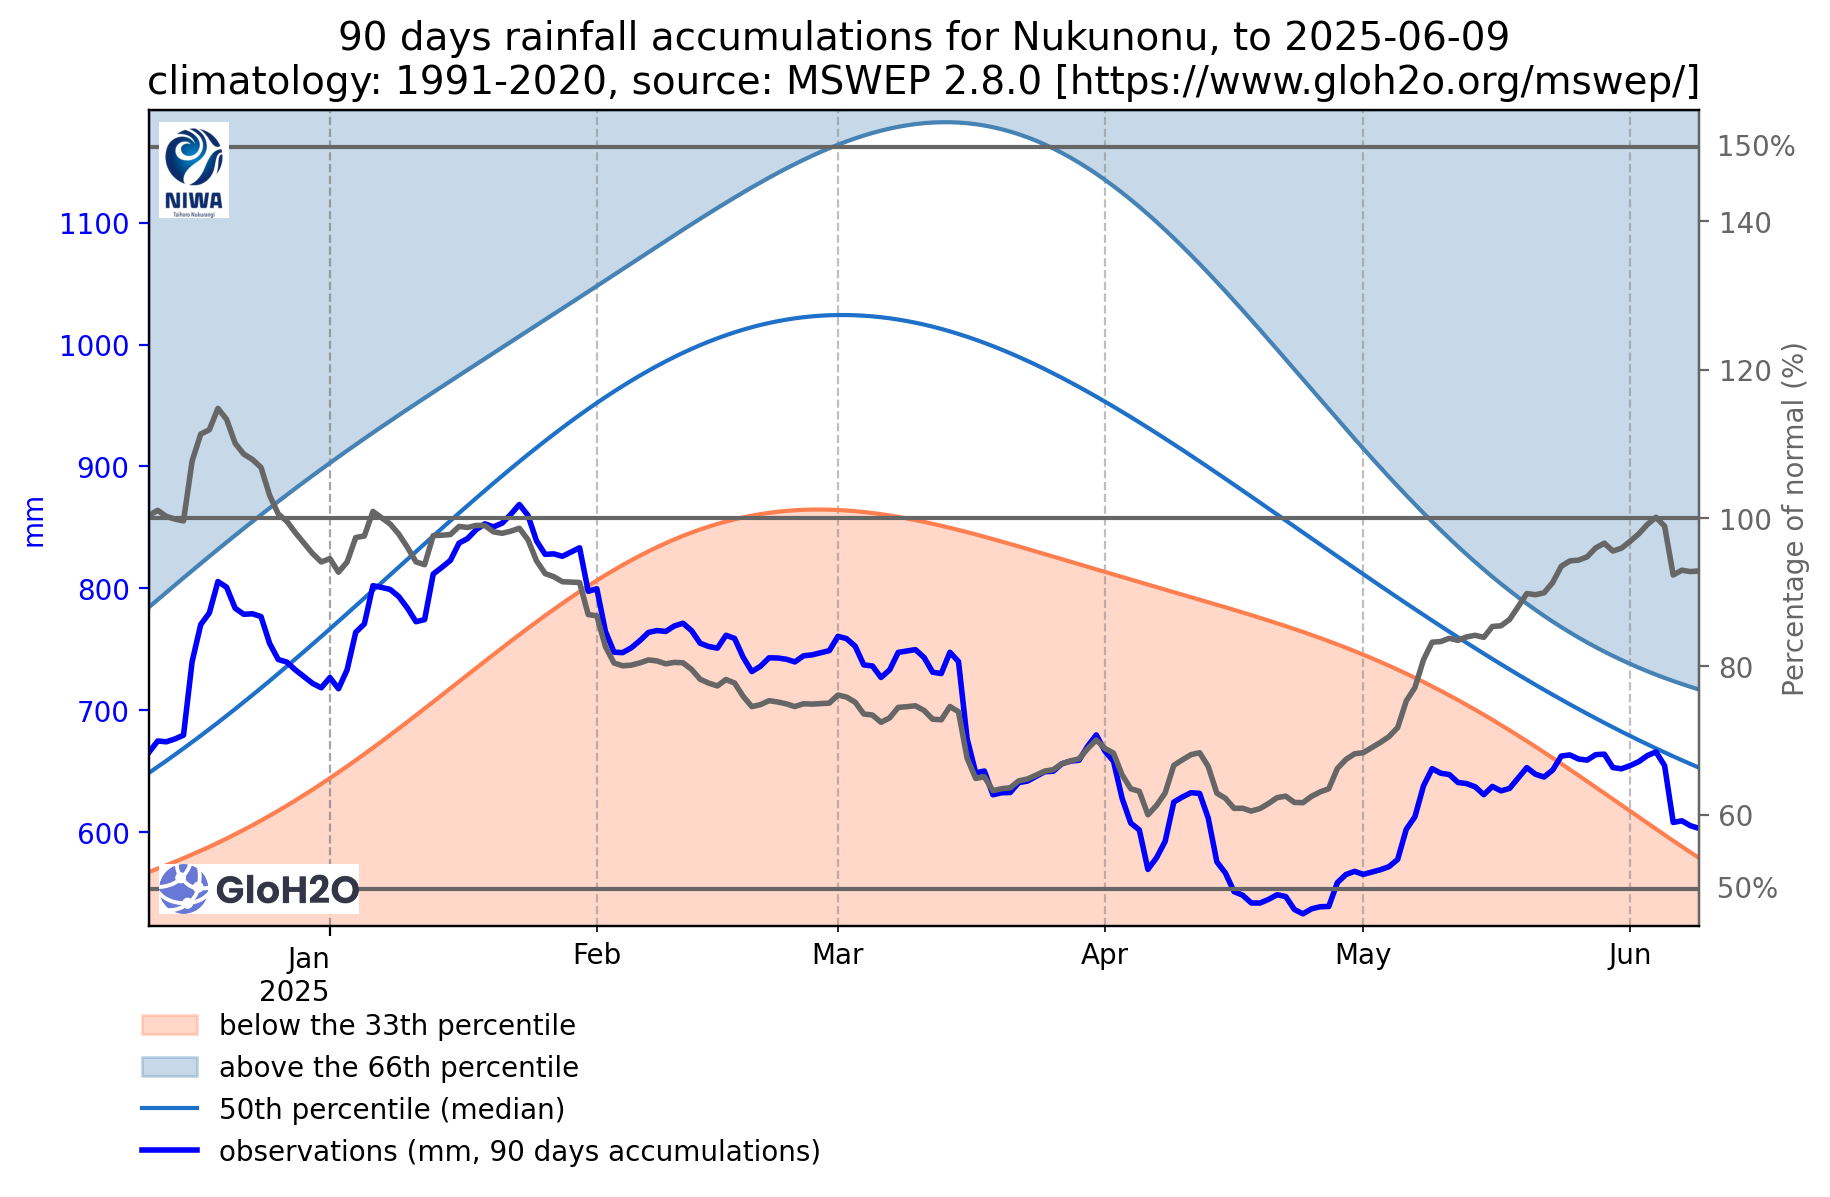 90 days rainfall accumulations for Nukunonu, to 2025-06-09
climatology: 1991-2020, source: MSWEP 2.8.0 [https://www.gloh2o.org/mswep/]
NIWA
Taihoro Nukurangi
1100
1000
900
800
700
600
mm
150%
140
120
100
80
60
50%
Percentage of normal (%)
GloH2O
Jan
2025
Feb
Mar
Apr
May
Jun
below the 33th percentile
above the 66th percentile
50th percentile (median)
observations (mm, 90 days accumulations)